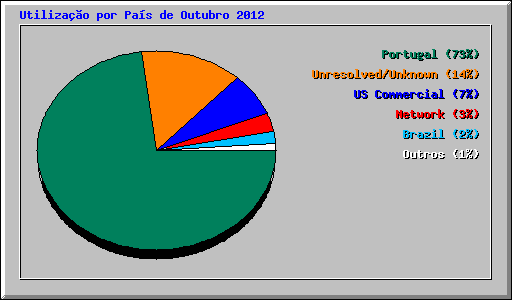 Utilização por País de Outubro 2012
Portugal (73%)
Unresolved/Unknown (14%)
US Commercial (7%)
Network (3%)
Brazil (2%)
Outros (1%)